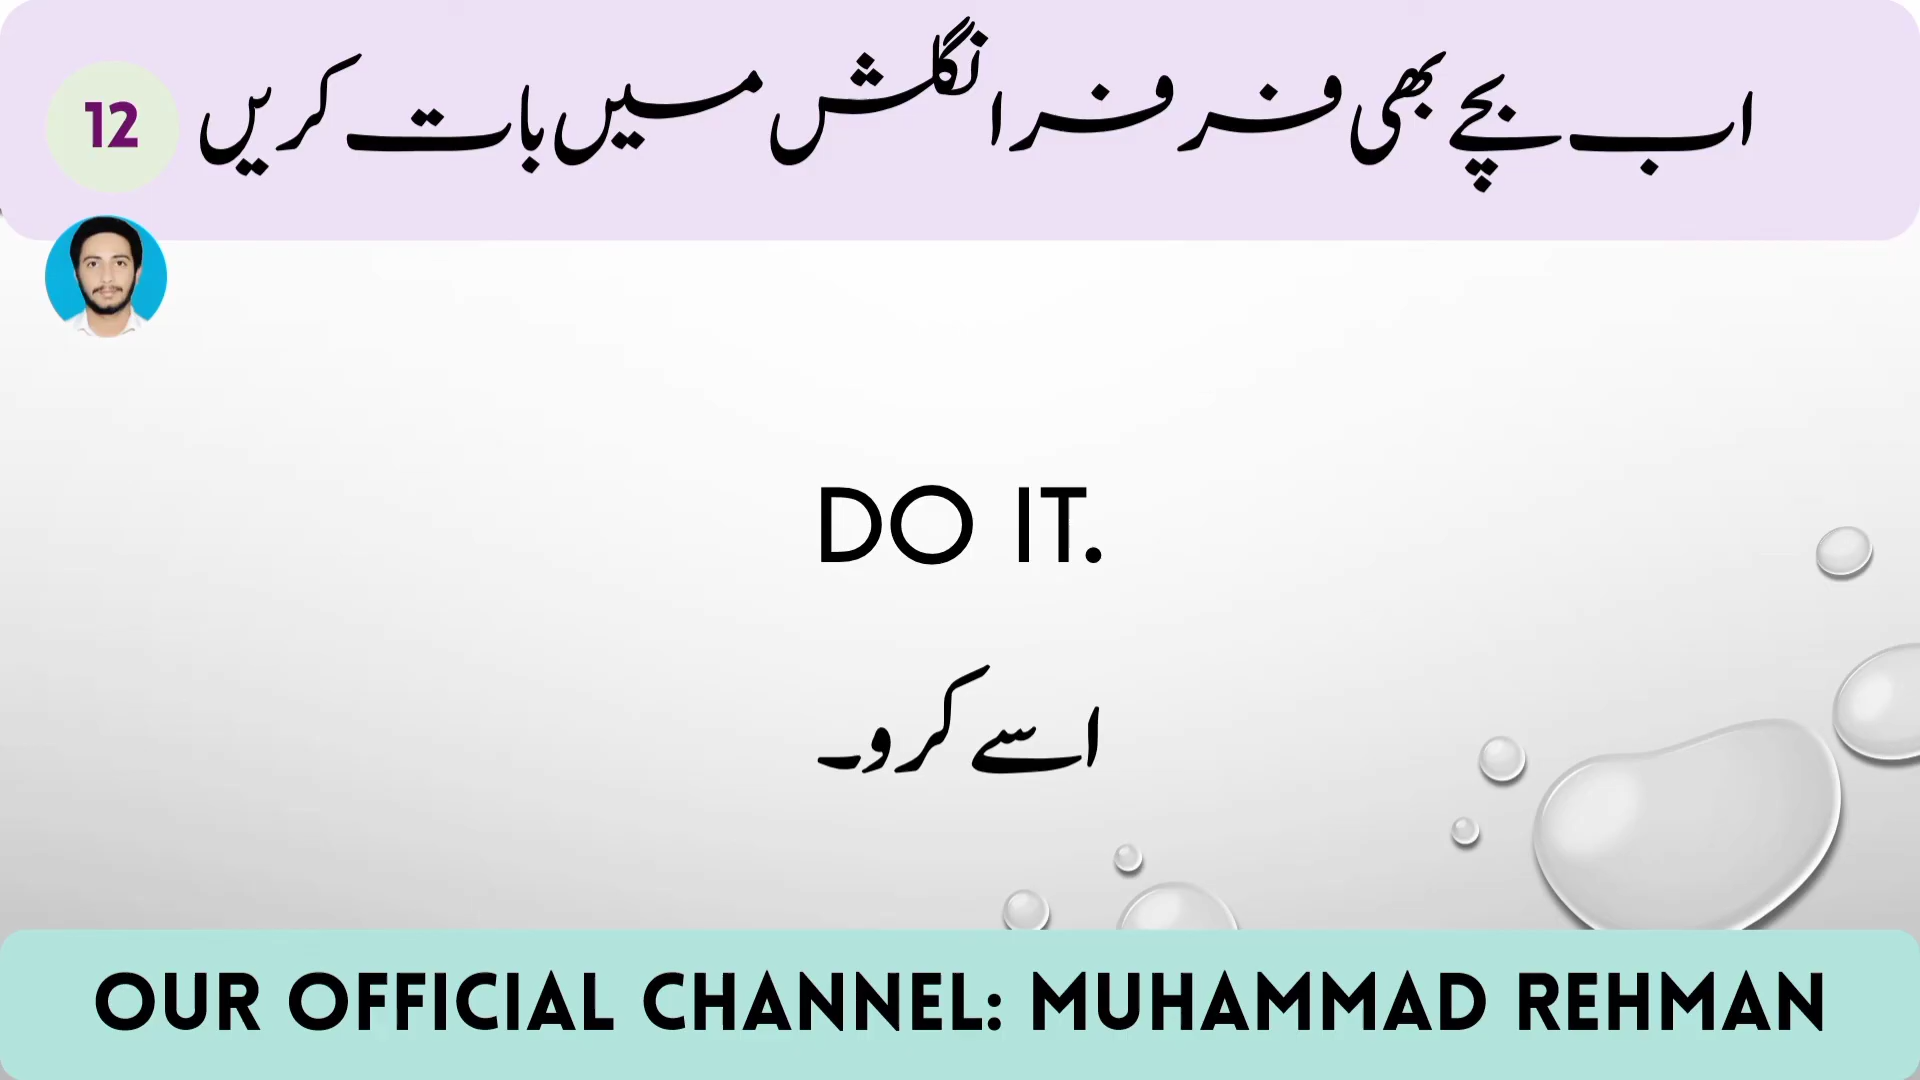 اب بچے بھی فر فر انگلش میں بات کریں
12
DO IT.
اسے کرو۔
OUR OFFICIAL CHANNEL: MUHAMMAD REHMAN